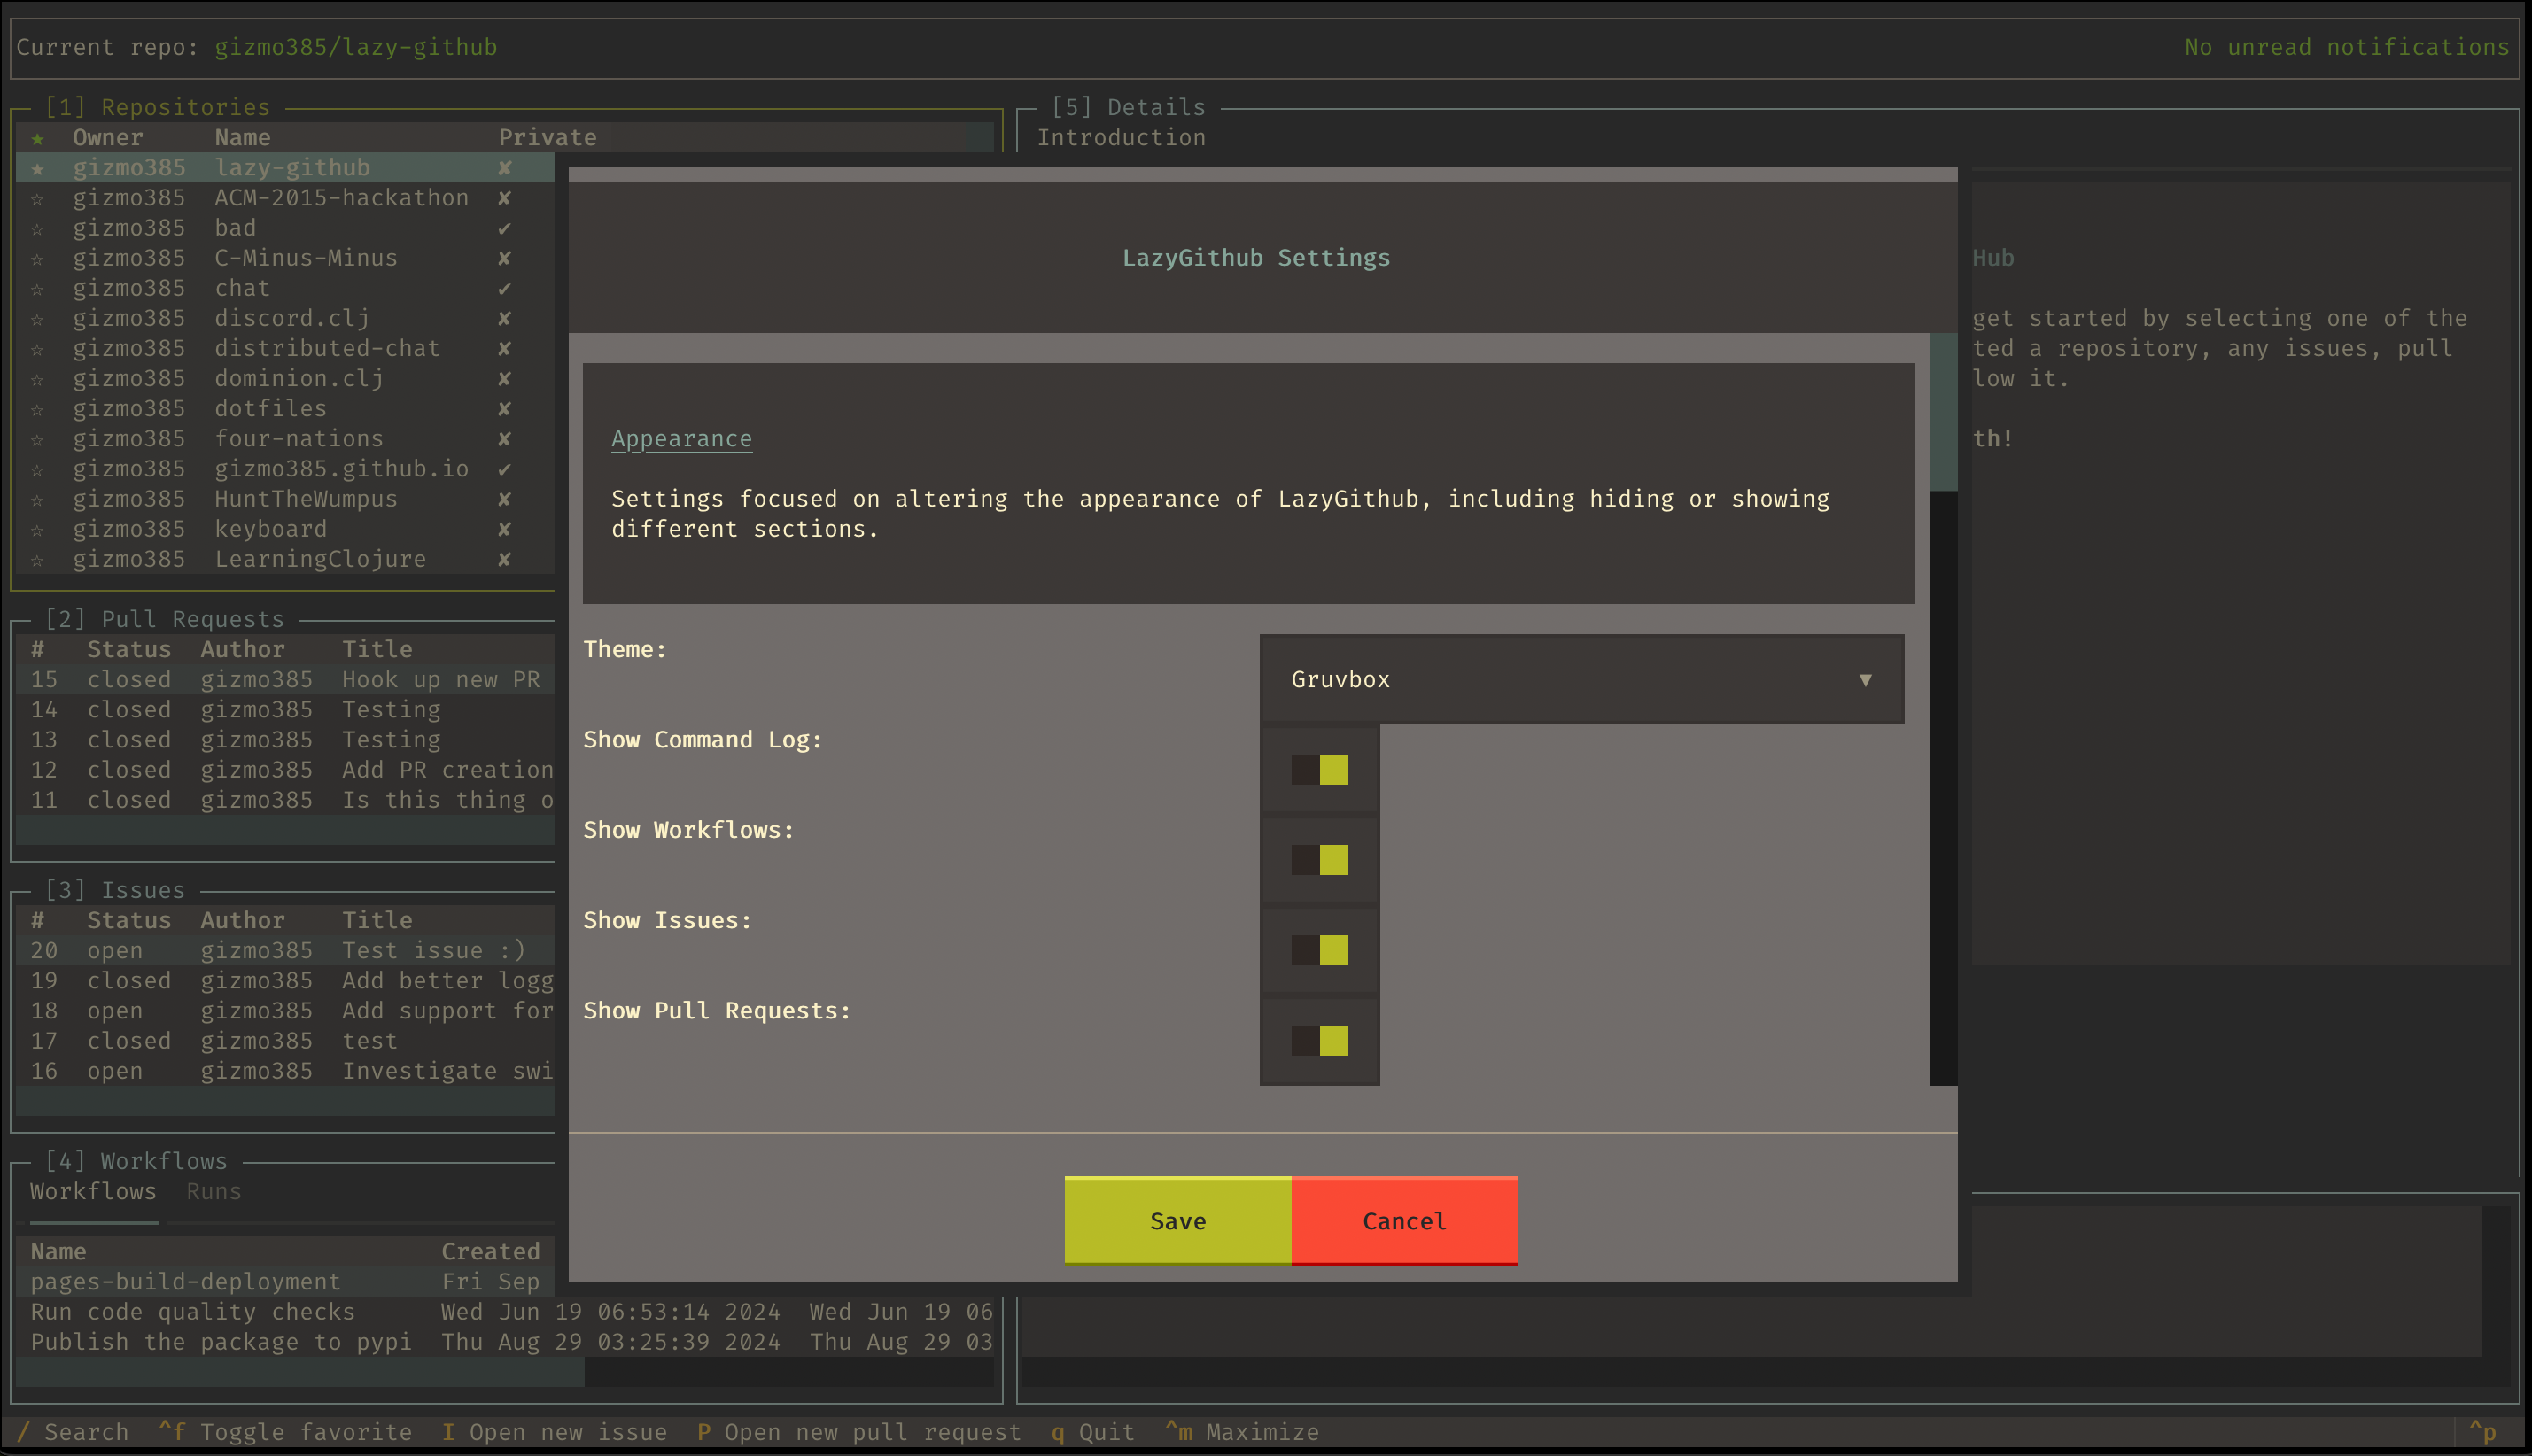 Current repo: gizmo385/lazy-github No unread notifications
[1] Repositories
★ Owner Name Private
★ gizmo385 lazy-github ✘
☆ gizmo385 ACM-2015-hackathon ✘
☆ gizmo385 bad ✔
☆ gizmo385 C-Minus-Minus ✘
☆ gizmo385 chat ✔
☆ gizmo385 discord.clj ✘
☆ gizmo385 distributed-chat ✘
☆ gizmo385 dominion.clj ✘
☆ gizmo385 dotfiles ✘
☆ gizmo385 four-nations ✘
☆ gizmo385 gizmo385.github.io ✔
☆ gizmo385 HuntTheWumpus ✘
☆ gizmo385 keyboard ✘
☆ gizmo385 LearningClojure ✘
[2] Pull Requests
# Status Author Title
15 closed gizmo385 Hook up new PR
14 closed gizmo385 Testing
13 closed gizmo385 Testing
12 closed gizmo385 Add PR creation
11 closed gizmo385 Is this thing o
[3] Issues
# Status Author Title
20 open gizmo385 Test issue :)
19 closed gizmo385 Add better logg
18 open gizmo385 Add support for
17 closed gizmo385 test
16 open gizmo385 Investigate swi
[4] Workflows
Workflows Runs
Name Created
pages-build-deployment Fri Sep
Run code quality checks Wed Jun 19 06:53:14 2024 Wed Jun 19 06
Publish the package to pypi Thu Aug 29 03:25:39 2024 Thu Aug 29 03
[5] Details
Introduction
Hub
get started by selecting one of the
ted a repository, any issues, pull
low it.
th!
LazyGithub Settings
Appearance
Settings focused on altering the appearance of LazyGithub, including hiding or showing
different sections.
Theme: Gruvbox ▼
Show Command Log:
Show Workflows:
Show Issues:
Show Pull Requests:
Save Cancel
/ Search ^f Toggle favorite I Open new issue P Open new pull request q Quit ^m Maximize ^p